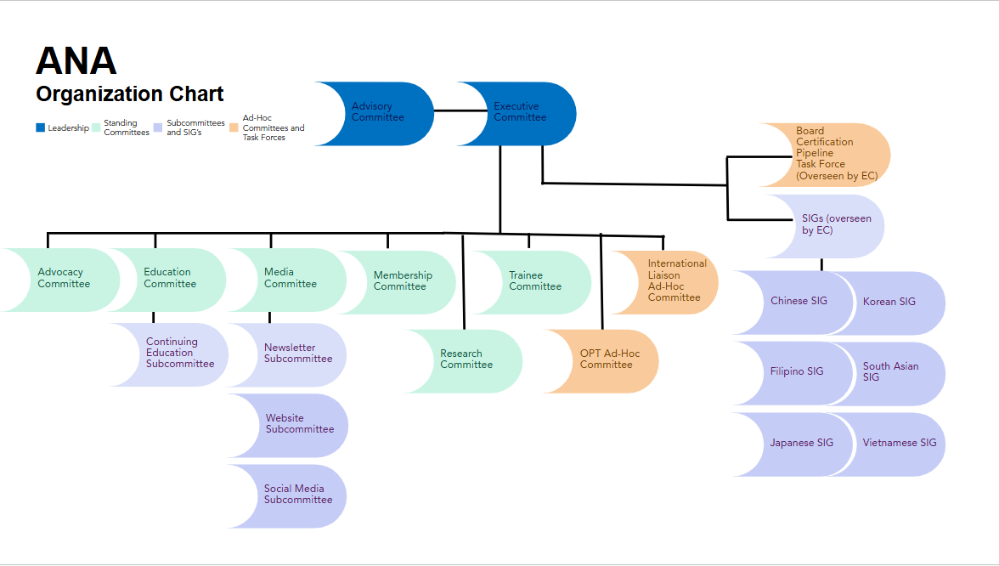 ANA
Organization Chart
Leadership
Standing
Committees
Subcommittees
and SIG's
Ad-Hoc
Committees and
Task Forces
Advisory
Committee
Executive
Committee
Board
Certification
Pipeline
Task Force
(Overseen by EC)
SIGs (overseen
by EC)
Advocacy
Committee
Education
Committee
Media
Committee
Membership
Committee
Trainee
Committee
International
Liaison
Ad-Hoc
Committee
Chinese SIG
Korean SIG
Continuing
Education
Subcommittee
Newsletter
Subcommittee
Research
Committee
OPT Ad-Hoc
Committee
Filipino SIG
South Asian
SIG
Website
Subcommittee
Japanese SIG
Vietnamese SIG
Social Media
Subcommittee